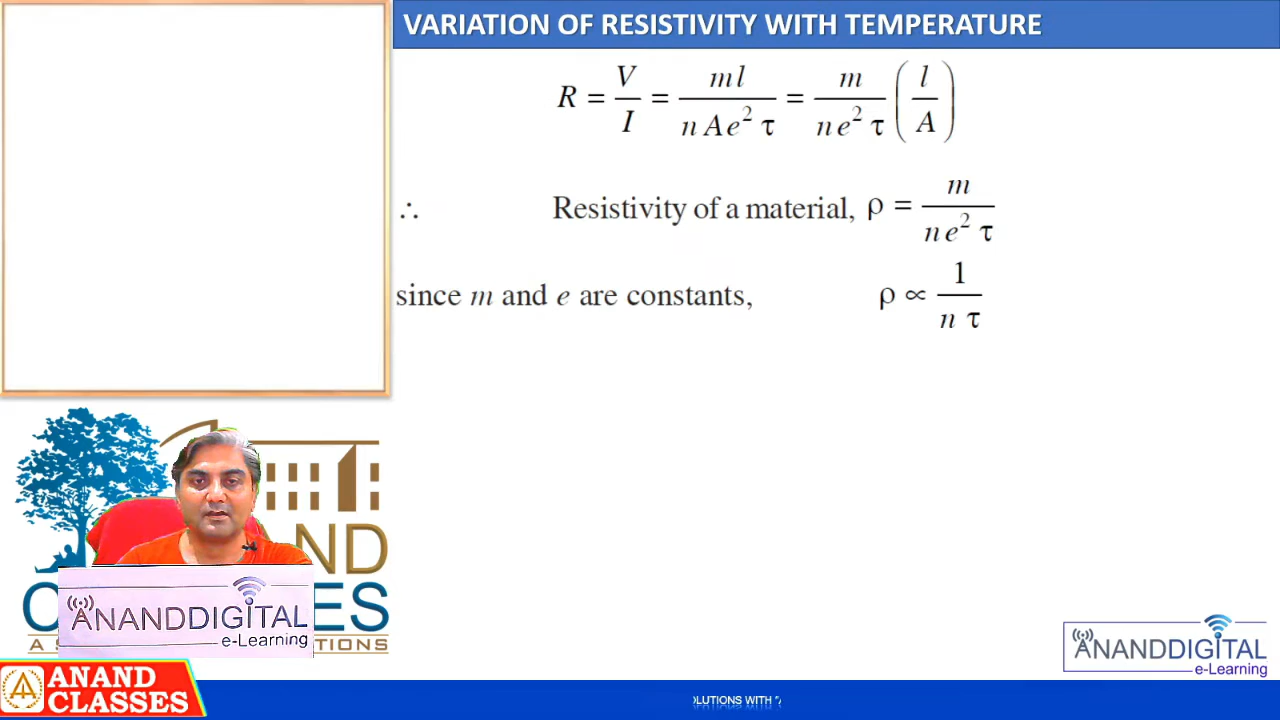 VARIATION OF RESISTIVITY WITH TEMPERATURE
R = V/I = ml/(nAe² τ) = m/(ne² τ) (l/A)
∴ Resistivity of a material, ρ = m/(ne² τ)
since m and e are constants, ρ ∝ 1/(n τ)
ANANDDIGITAL
e-Learning
ANANDDIGITAL
e-Learning
ANAND
CLASSES